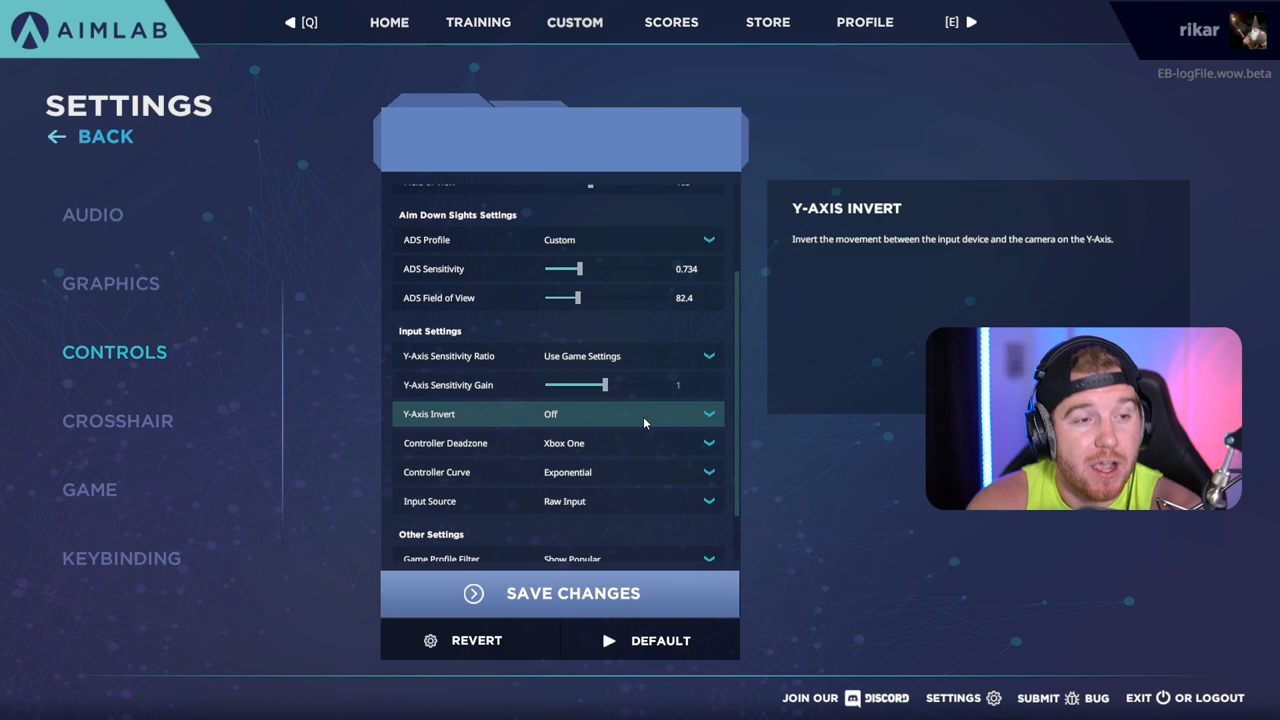 AIMLAB
[Q]
HOME
TRAINING
CUSTOM
SCORES
STORE
PROFILE
[E]
rikar
EB-logFile.wow.beta
SETTINGS
BACK
AUDIO
GRAPHICS
CONTROLS
CROSSHAIR
GAME
KEYBINDING
Aim Down Sights Settings
ADS Profile Custom
ADS Sensitivity 0.734
ADS Field of View 82.4
Input Settings
Y-Axis Sensitivity Ratio Use Game Settings
Y-Axis Sensitivity Gain 1
Y-Axis Invert Off
Controller Deadzone Xbox One
Controller Curve Exponential
Input Source Raw Input
Other Settings
Game Profile Filter Show Popular
SAVE CHANGES
REVERT
DEFAULT
Y-AXIS INVERT
Invert the movement between the input device and the camera on the Y-Axis.
JOIN OUR DISCORD
SETTINGS
SUBMIT BUG
EXIT OR LOGOUT